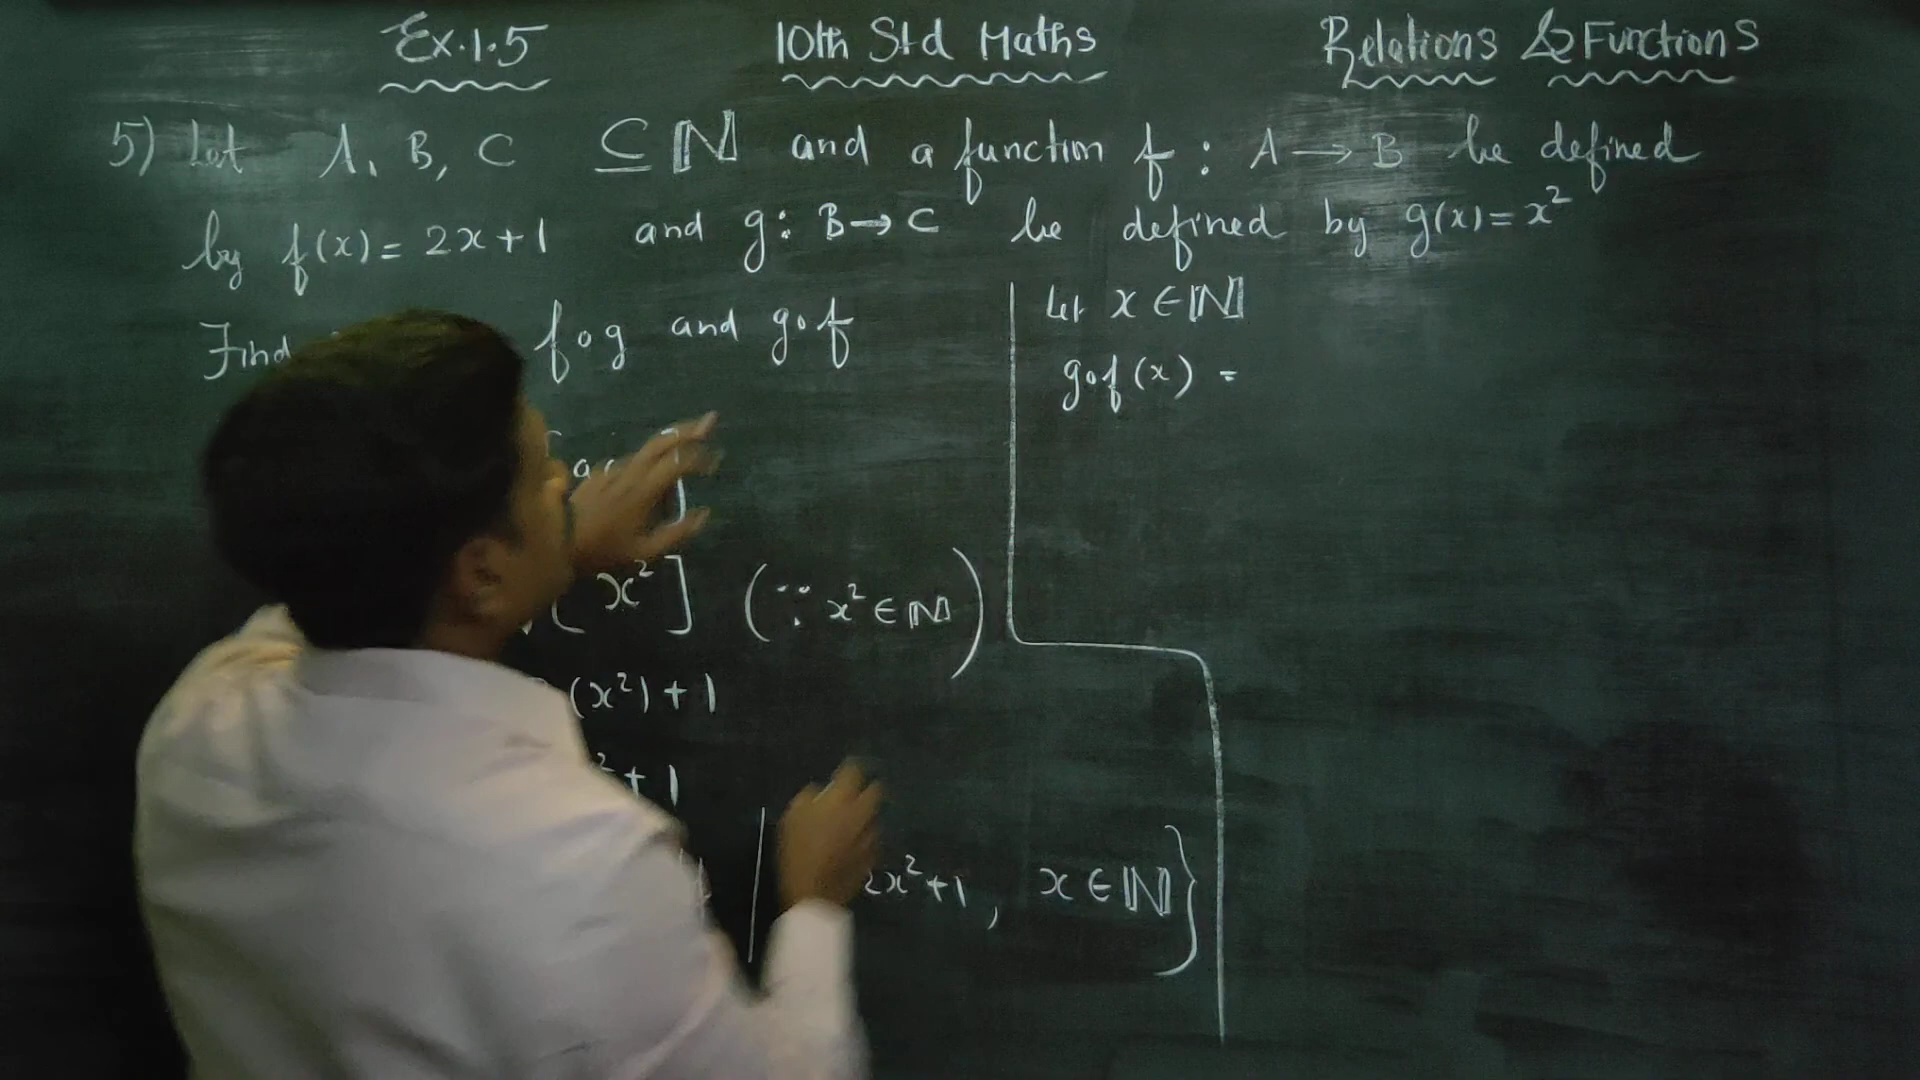 Ex.1.5 10th Std Maths Relations & Functions
5) Let A, B, C ⊆ ℕ and a function f : A → B be defined
by f(x) = 2x+1 and g : B → C be defined by g(x) = x²
Find fog and gof
x² ] (∵ x² ∈ ℕ)
(x²) + 1
² + 1
2x²+1, x ∈ ℕ }
Let x ∈ ℕ
gof(x) =